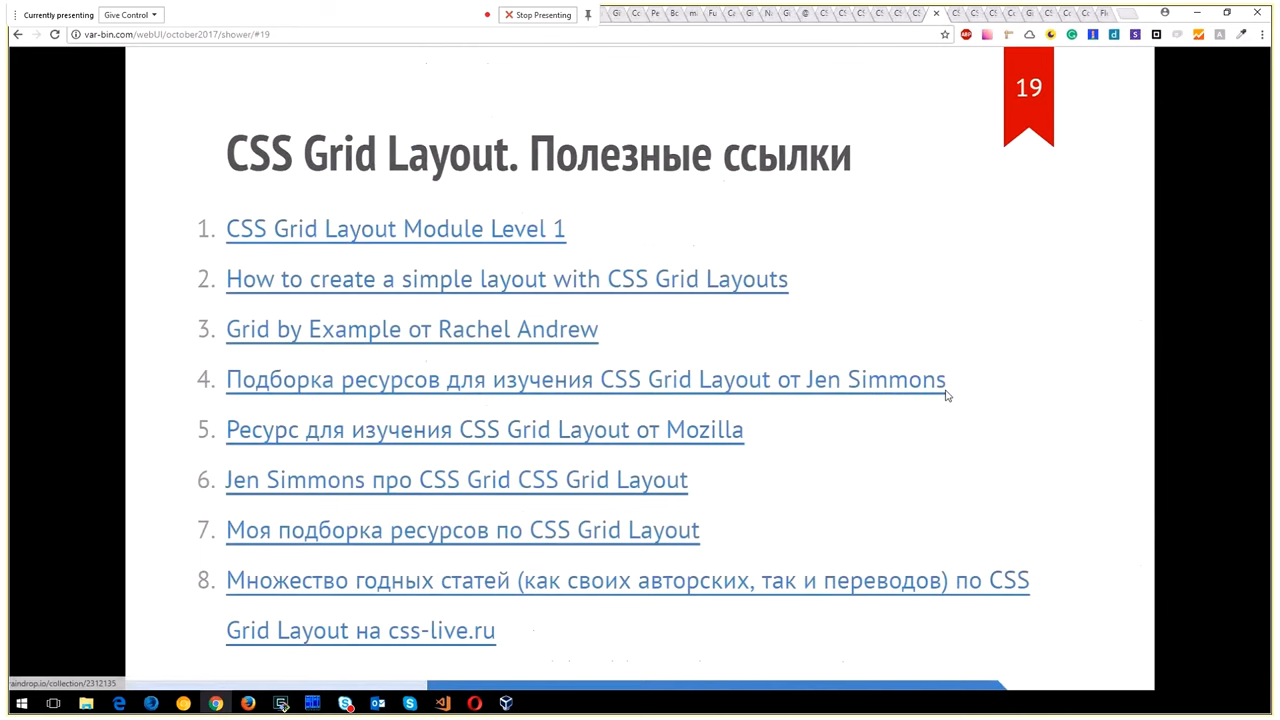 Currently presenting
Give Control
Stop Presenting
var-bin.com/webUI/october2017/shower/#19
19
CSS Grid Layout. Полезные ссылки
1. CSS Grid Layout Module Level 1
2. How to create a simple layout with CSS Grid Layouts
3. Grid by Example от Rachel Andrew
4. Подборка ресурсов для изучения CSS Grid Layout от Jen Simmons
5. Ресурс для изучения CSS Grid Layout от Mozilla
6. Jen Simmons про CSS Grid CSS Grid Layout
7. Моя подборка ресурсов по CSS Grid Layout
8. Множество годных статей (как своих авторских, так и переводов) по CSS
Grid Layout на css-live.ru
raindrop.io/collection/2312135